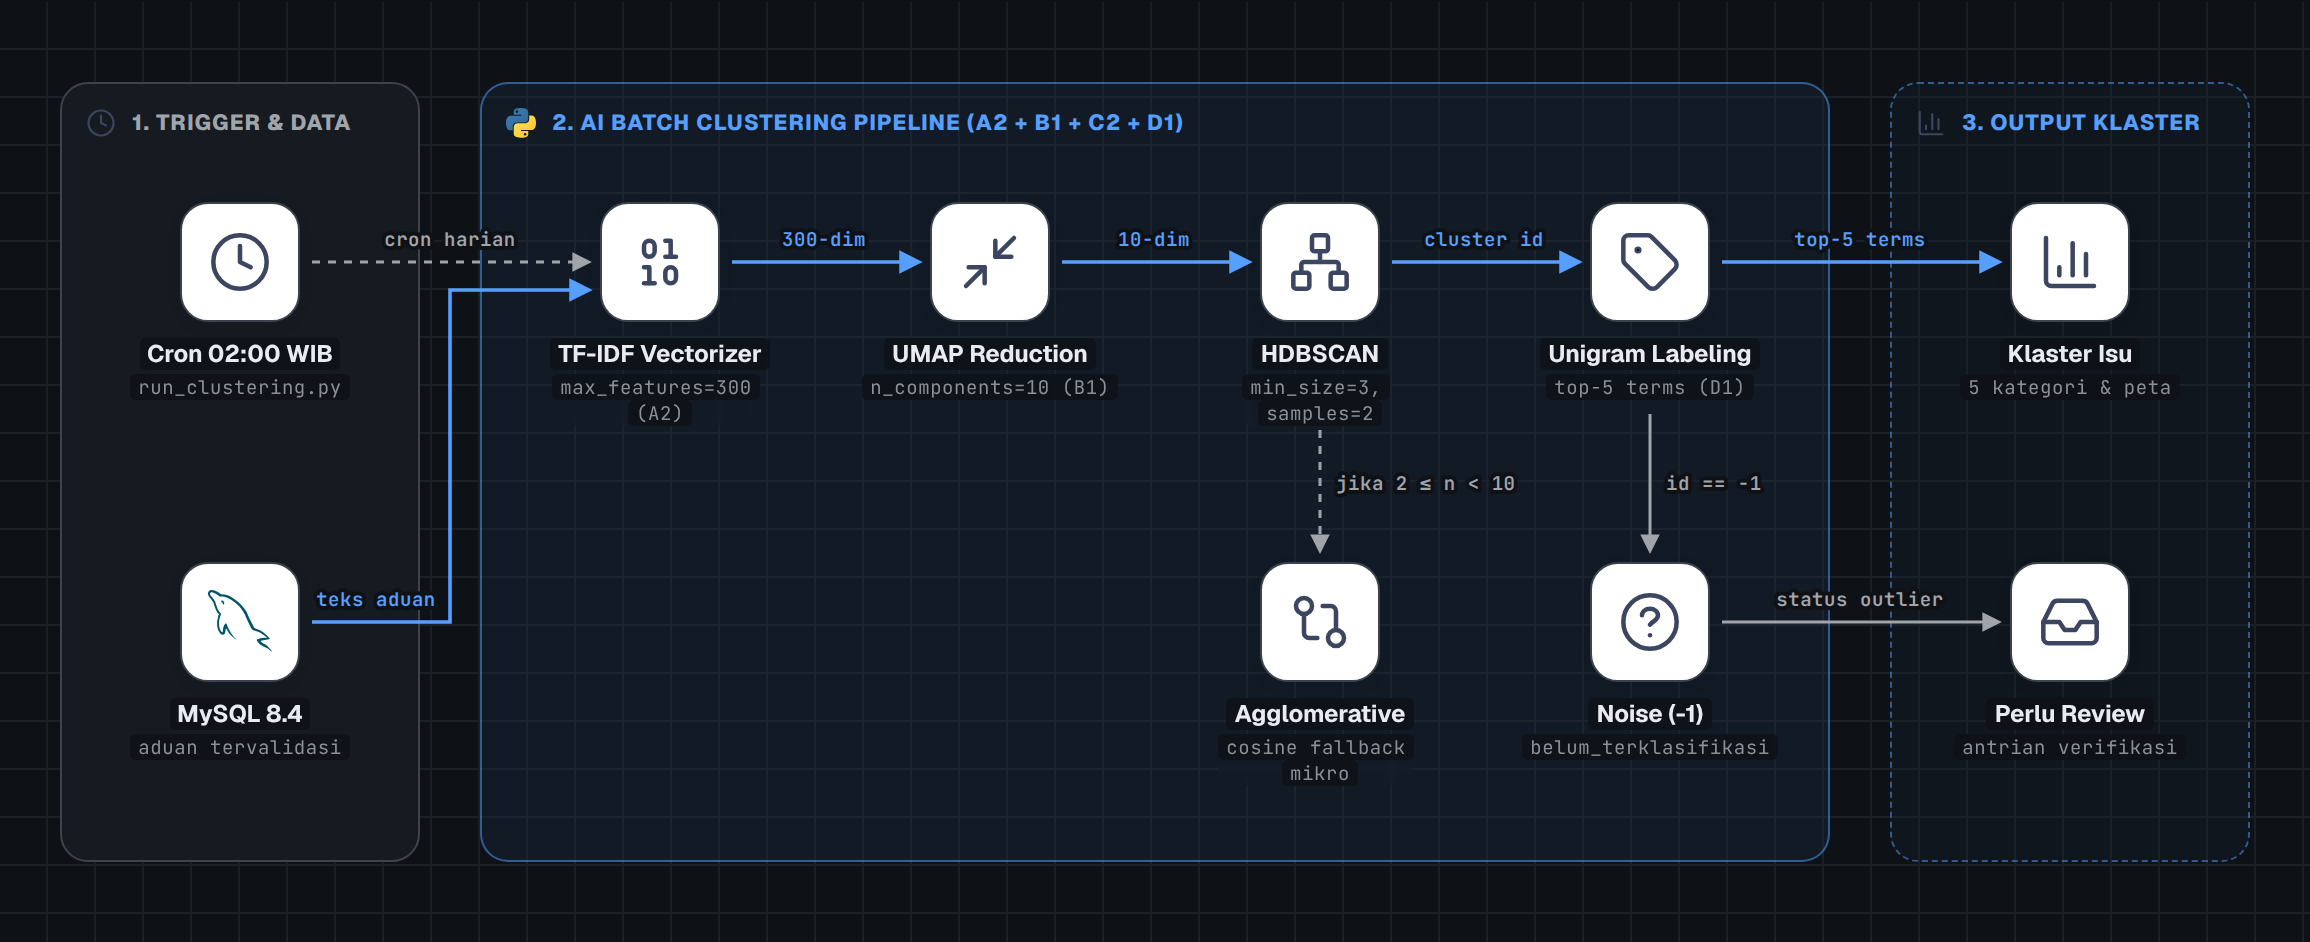 1. TRIGGER & DATA
2. AI BATCH CLUSTERING PIPELINE (A2 + B1 + C2 + D1)
3. OUTPUT KLASTER
cron harian
01
10
300-dim
10-dim
cluster id
top-5 terms
Cron 02:00 WIB
run_clustering.py
TF-IDF Vectorizer
max_features=300
(A2)
UMAP Reduction
n_components=10 (B1)
HDBSCAN
min_size=3,
samples=2
Unigram Labeling
top-5 terms (D1)
Klaster Isu
5 kategori & peta
jika 2 ≤ n < 10
id == -1
teks aduan
status outlier
MySQL 8.4
aduan tervalidasi
Agglomerative
cosine fallback
mikro
Noise (-1)
belum_terklasifikasi
Perlu Review
antrian verifikasi